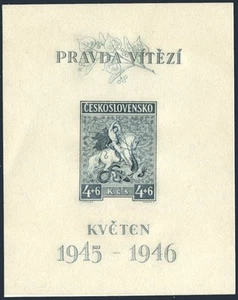 PRAVDA VÍTĚZÍ
ČESKOSLOVENSKO
4+6 Kčs 4+6
KVĚTEN
1945 - 1946